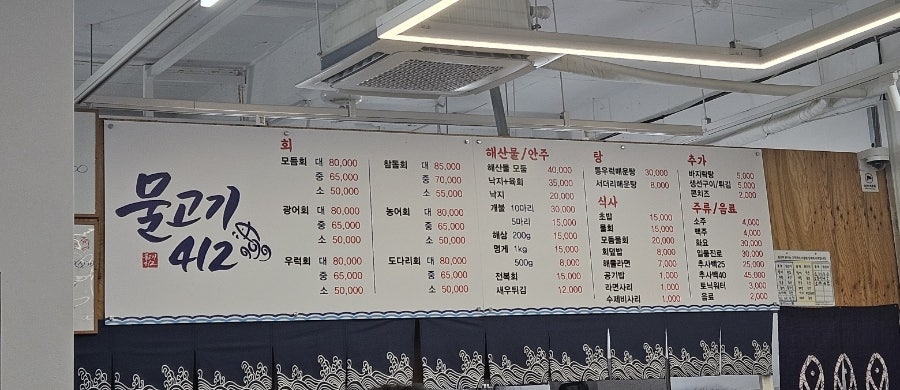 물고기
412
회
모듬회 대 80,000
중 65,000
소 50,000
광어회 대 80,000
중 65,000
소 50,000
우럭회 대 80,000
중 65,000
소 50,000
참돔회 대 85,000
중 70,000
소 55,000
농어회 대 80,000
중 65,000
소 50,000
도다리회 대 80,000
중 65,000
소 50,000
해산물/안주
해산물 모듬 40,000
낙지+육회 35,000
낙지 20,000
개불 10마리 30,000
5마리 15,000
해삼 200g 15,000
멍게 1kg 15,000
500g 8,000
전복회 15,000
새우튀김 12,000
탕
통우럭매운탕 30,000
서더리매운탕 8,000
식사
초밥 15,000
물회 15,000
모듬물회 20,000
회덮밥 8,000
해물라면 7,000
공기밥 1,000
라면사리 1,000
수제비사리 1,000
추가
바지락탕 5,000
생선구이/튀김 5,000
콘치즈 2,000
주류/음료
소주 4,000
맥주 4,000
화요 30,000
일품진로 30,000
추사백25 25,000
추사백40 45,000
토닉워터 3,000
음료 2,000